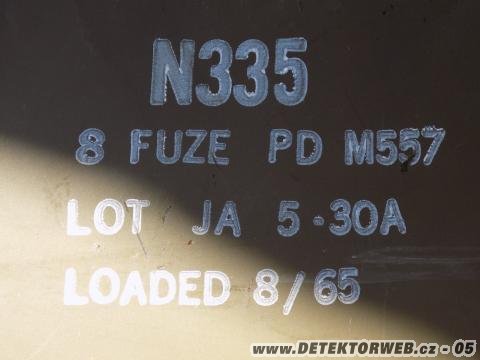 N335
8 FUZE PD M557
LOT JA 5-30A
LOADED 8/65
www.DETEKTORWEB.cz - 05